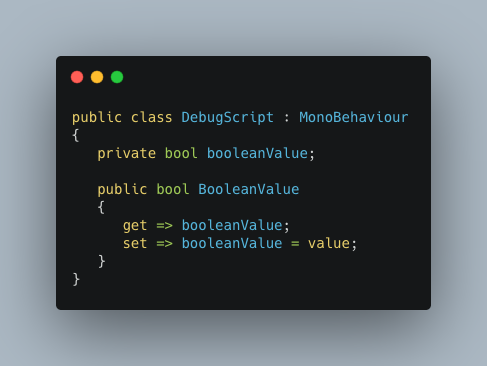 public class DebugScript : MonoBehaviour
{
private bool booleanValue;
public bool BooleanValue
{
get => booleanValue;
set => booleanValue = value;
}
}